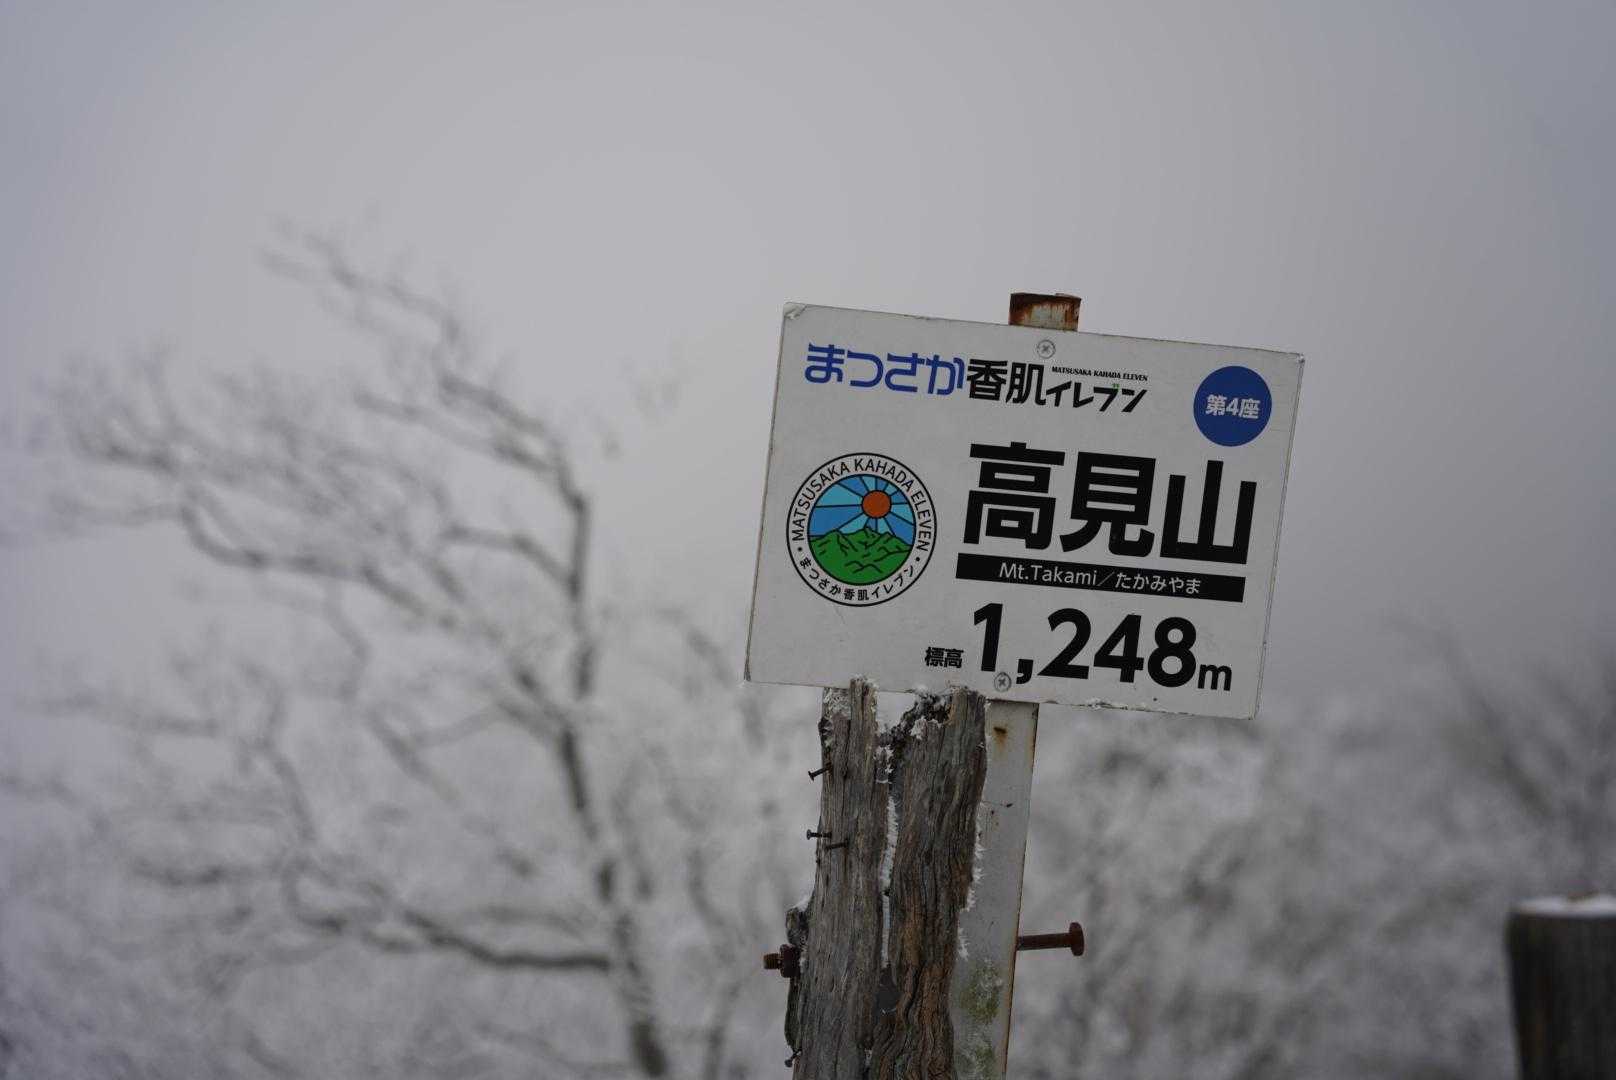 まつさか香肌イレブン
MATSUSAKA KAHADA ELEVEN
第4座
MATSUSAKA KAHADA ELEVEN
・まつさか香肌イレブン・
高見山
Mt.Takami／たかみやま
標高 1,248m